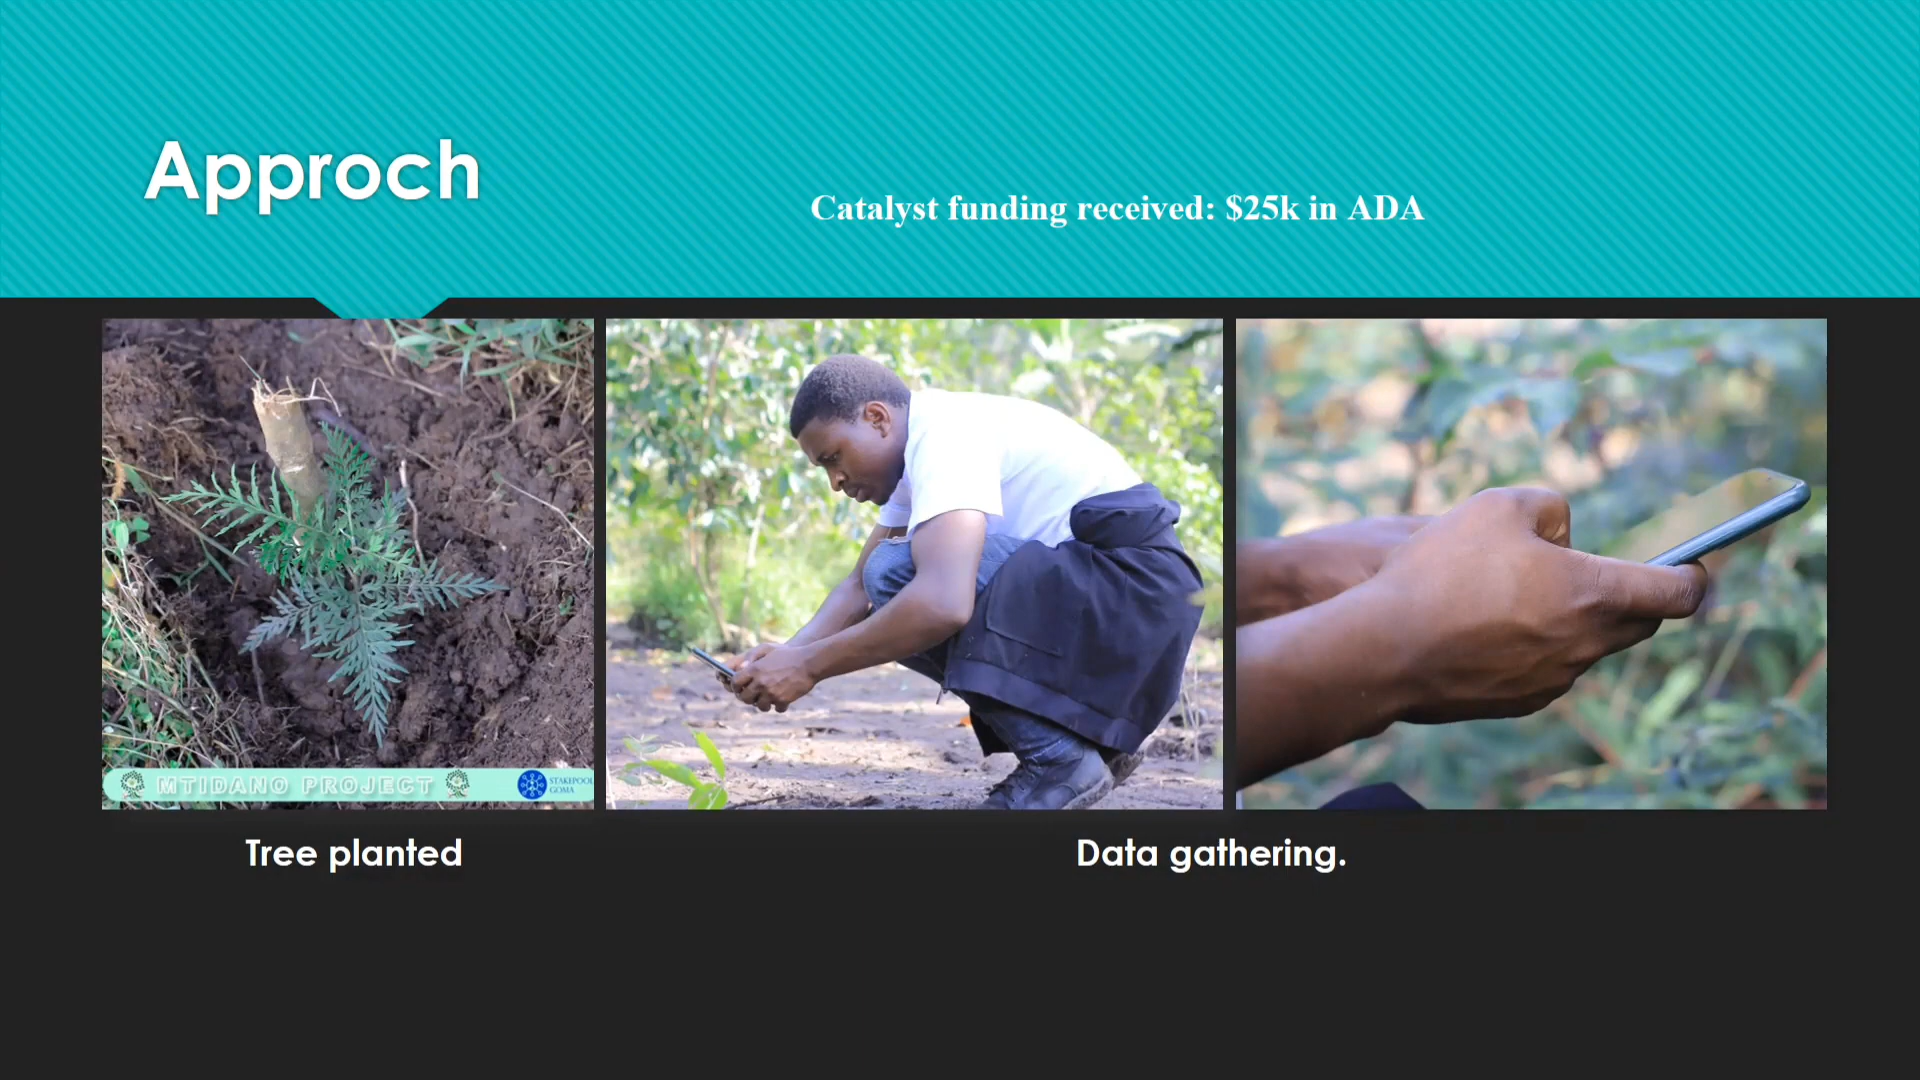 Approch
Catalyst funding received: $25k in ADA
MTIDANO PROJECT
STAKEPOOL
GOMA
Tree planted
Data gathering.